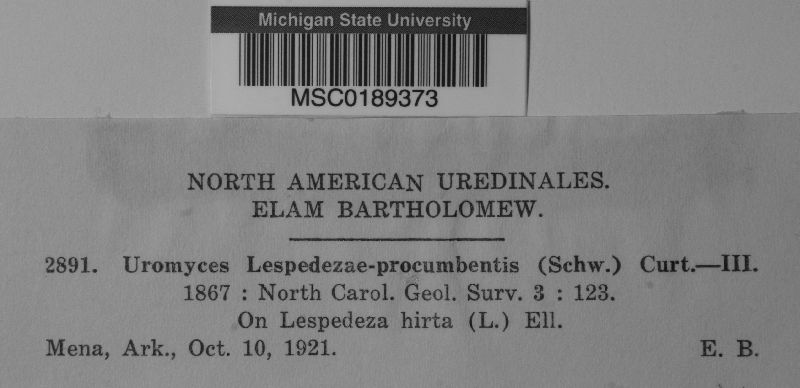 Michigan State University
MSC0189373
NORTH AMERICAN UREDINALES.
ELAM BARTHOLOMEW.
2891. Uromyces Lespedezae-procumbentis (Schw.) Curt.—III.
1867 : North Carol. Geol. Surv. 3 : 123.
On Lespedeza hirta (L.) Ell.
Mena, Ark., Oct. 10, 1921. E. B.